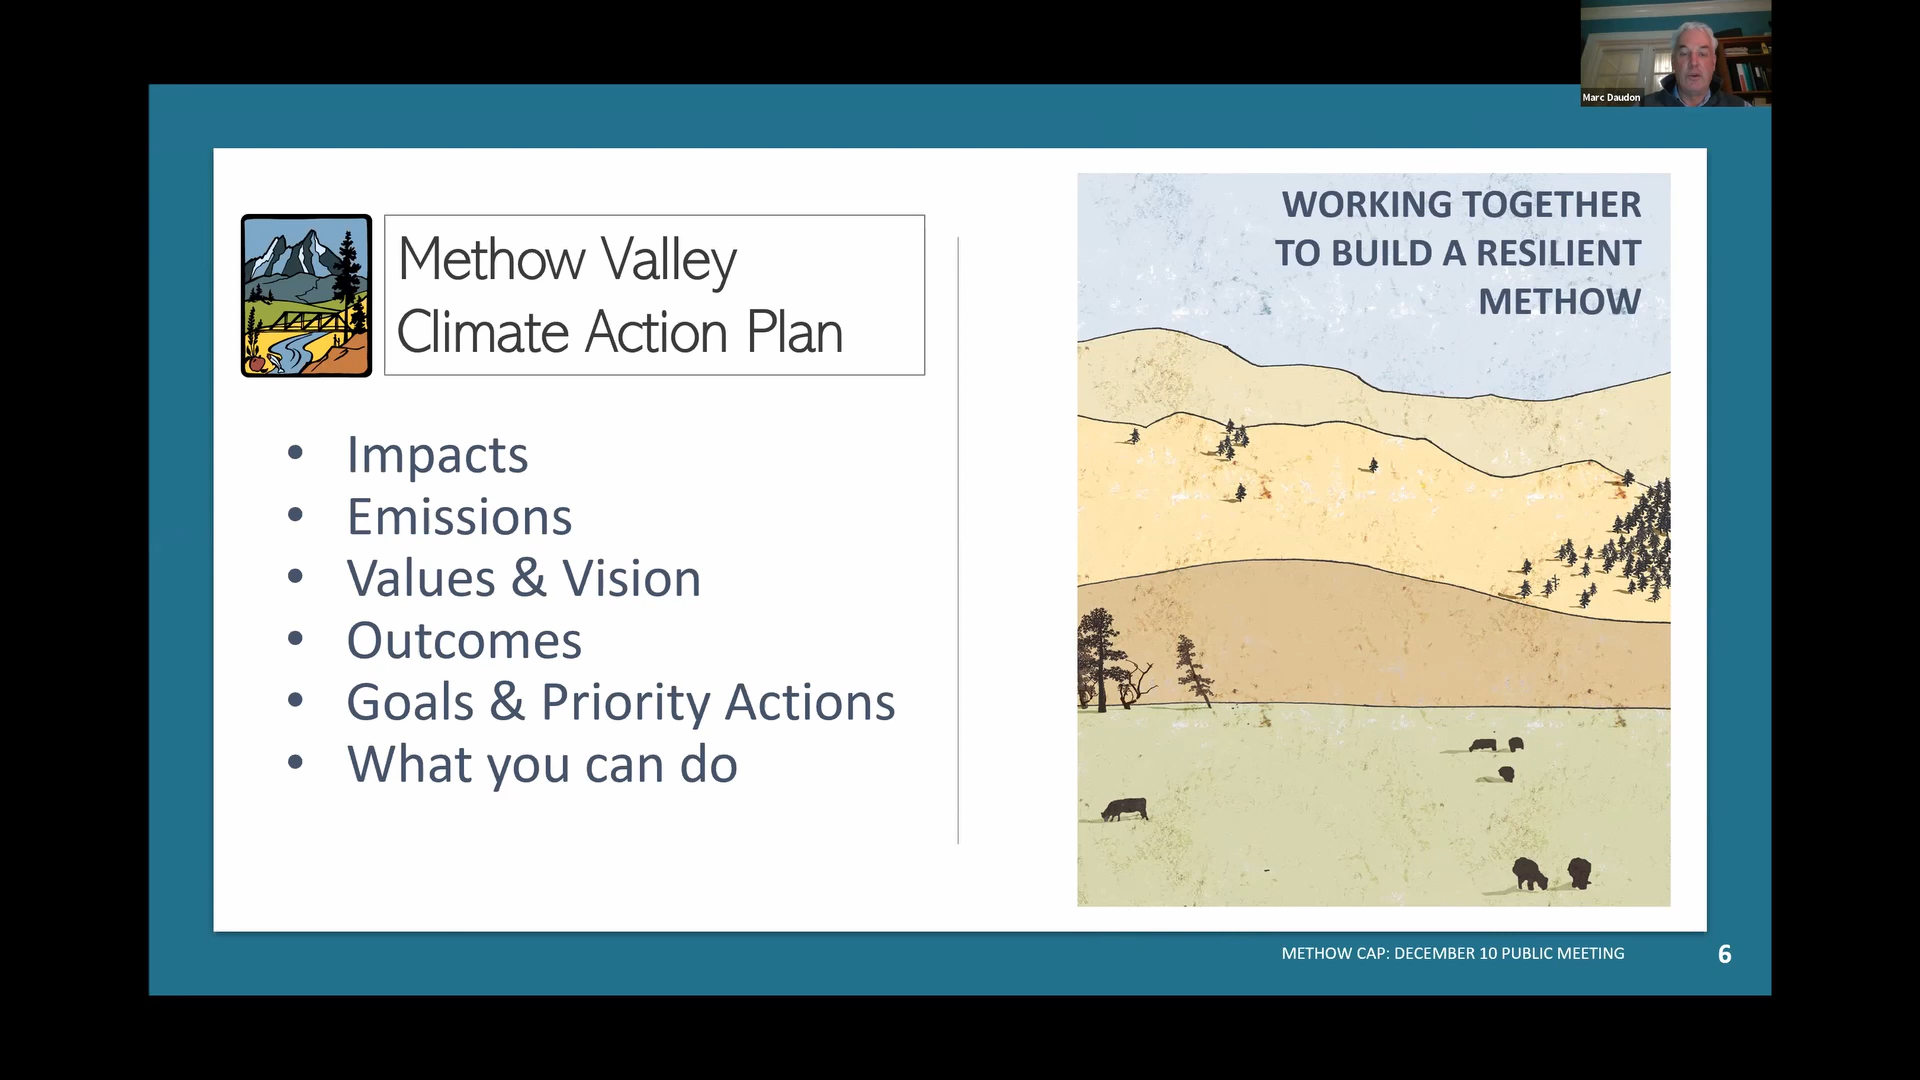 Marc Daudon
Methow Valley
Climate Action Plan
• Impacts
• Emissions
• Values & Vision
• Outcomes
• Goals & Priority Actions
• What you can do
WORKING TOGETHER
TO BUILD A RESILIENT
METHOW
METHOW CAP: DECEMBER 10 PUBLIC MEETING
6